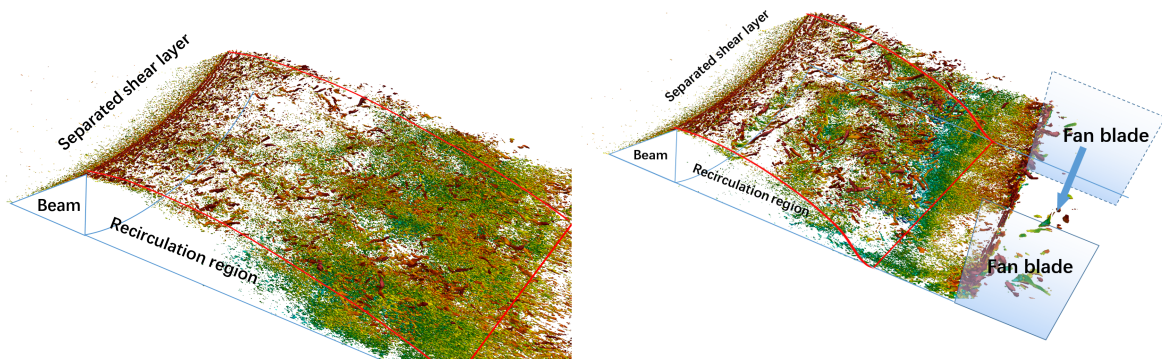 Separated shear layer
Beam
Recirculation region
Separated shear layer
Beam
Recirculation region
Fan blade
Fan blade